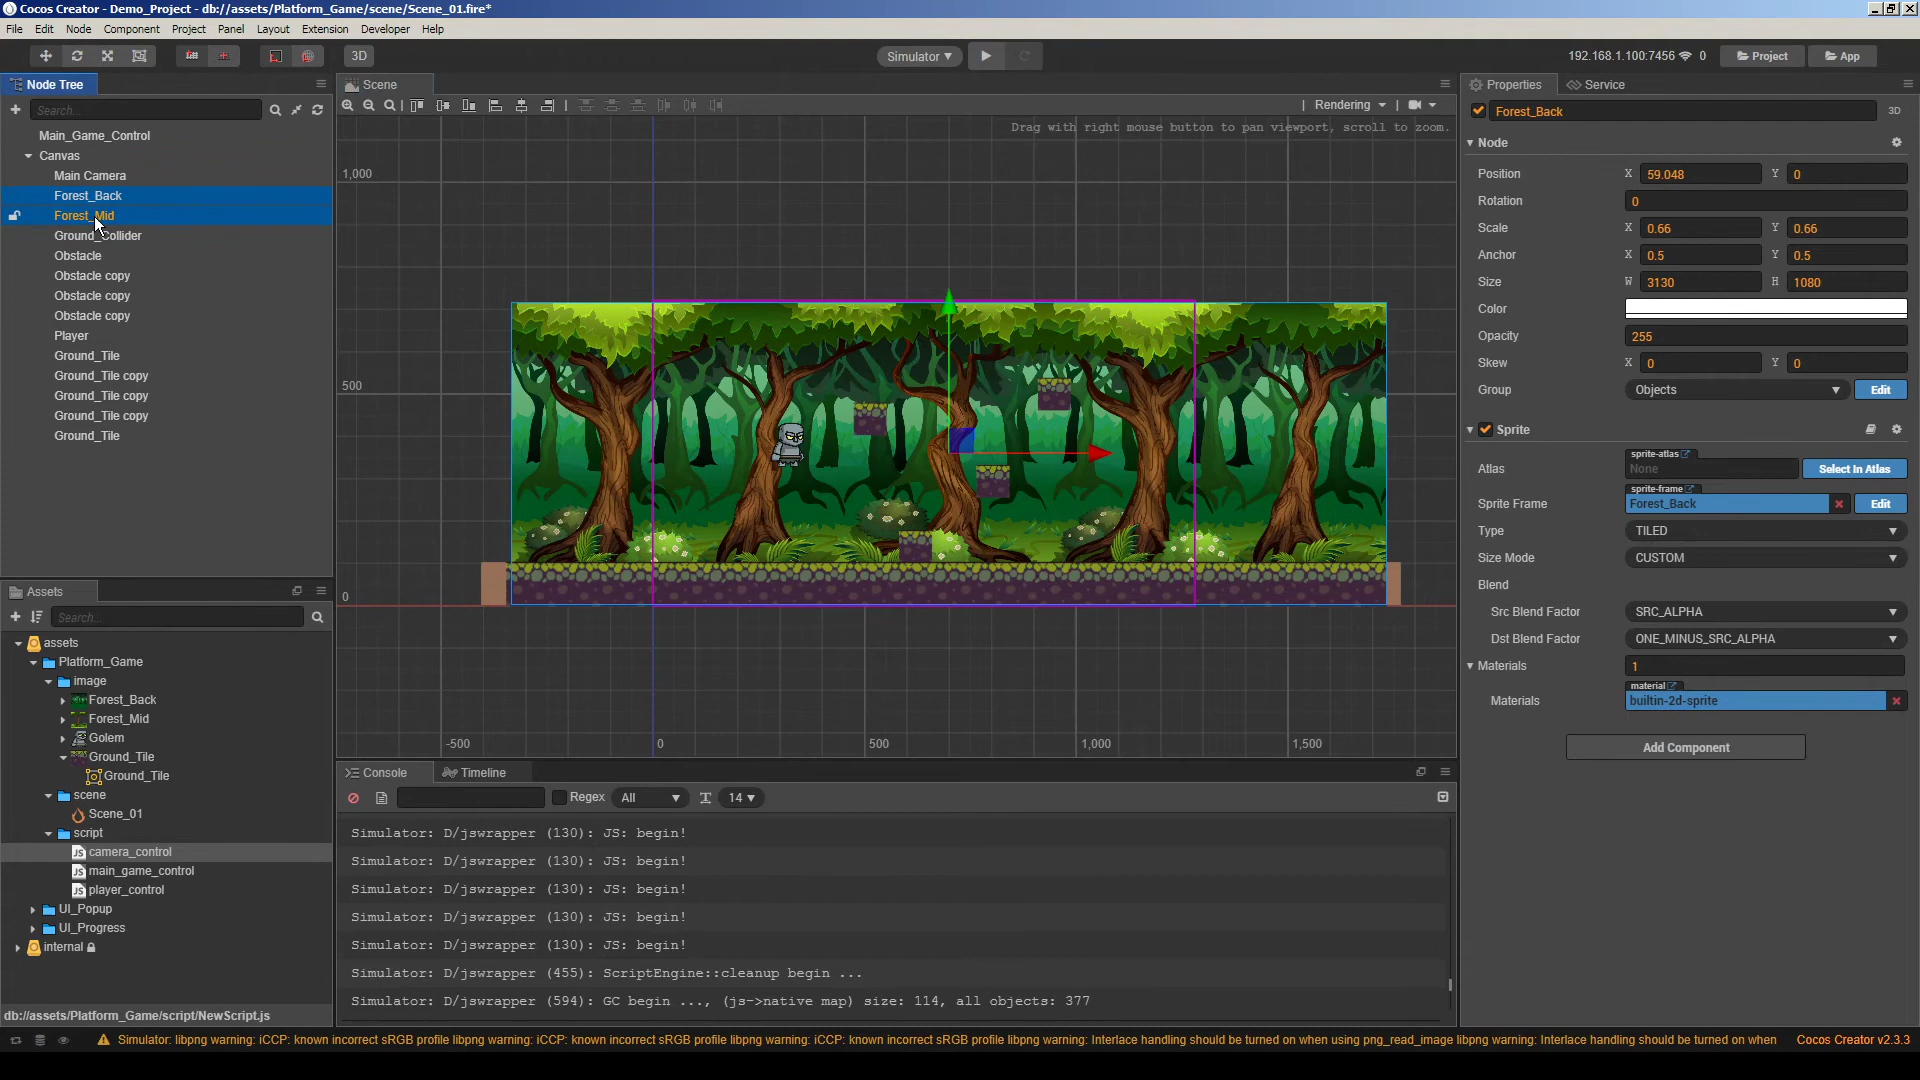 Cocos Creator - Demo_Project - db://assets/Platform_Game/scene/Scene_01.fire*
File Edit Node Component Project Panel Layout Extension Developer Help
3D Simulator 192.168.1.100:7456 0 Project App
Node Tree
Search...
Main_Game_Control
Canvas
Main Camera
Forest_Back
Forest_Mid
Ground_Collider
Obstacle
Obstacle copy
Obstacle copy
Obstacle copy
Player
Ground_Tile
Ground_Tile copy
Ground_Tile copy
Ground_Tile copy
Ground_Tile
Assets
Search...
assets
Platform_Game
image
Forest_Back
Forest_Mid
Golem
Ground_Tile
Ground_Tile
scene
Scene_01
script
JS camera_control
JS main_game_control
JS player_control
UI_Popup
UI_Progress
internal
db://assets/Platform_Game/script/NewScript.js
Scene
Rendering
Drag with right mouse button to pan viewport, scroll to zoom.
1,000
500
0
-500 0 500 1,000 1,500
Console Timeline
Regex All 14
Simulator: D/jswrapper (130): JS: begin!
Simulator: D/jswrapper (130): JS: begin!
Simulator: D/jswrapper (130): JS: begin!
Simulator: D/jswrapper (130): JS: begin!
Simulator: D/jswrapper (130): JS: begin!
Simulator: D/jswrapper (455): ScriptEngine::cleanup begin ...
Simulator: D/jswrapper (594): GC begin ..., (js->native map) size: 114, all objects: 377
Properties Service
Forest_Back 3D
Node
Position X 59.048 Y 0
Rotation 0
Scale X 0.66 Y 0.66
Anchor X 0.5 Y 0.5
Size W 3130 H 1080
Color
Opacity 255
Skew X 0 Y 0
Group Objects Edit
Sprite
sprite-atlas
Atlas None Select In Atlas
sprite-frame
Sprite Frame Forest_Back Edit
Type TILED
Size Mode CUSTOM
Blend
Src Blend Factor SRC_ALPHA
Dst Blend Factor ONE_MINUS_SRC_ALPHA
Materials 1
material
Materials builtin-2d-sprite
Add Component
Simulator: libpng warning: iCCP: known incorrect sRGB profile libpng warning: iCCP: known incorrect sRGB profile libpng warning: iCCP: known incorrect sRGB profile libpng warning: Interlace handling should be turned on when using png_read_image libpng warning: Interlace handling should be turned on when
Cocos Creator v2.3.3